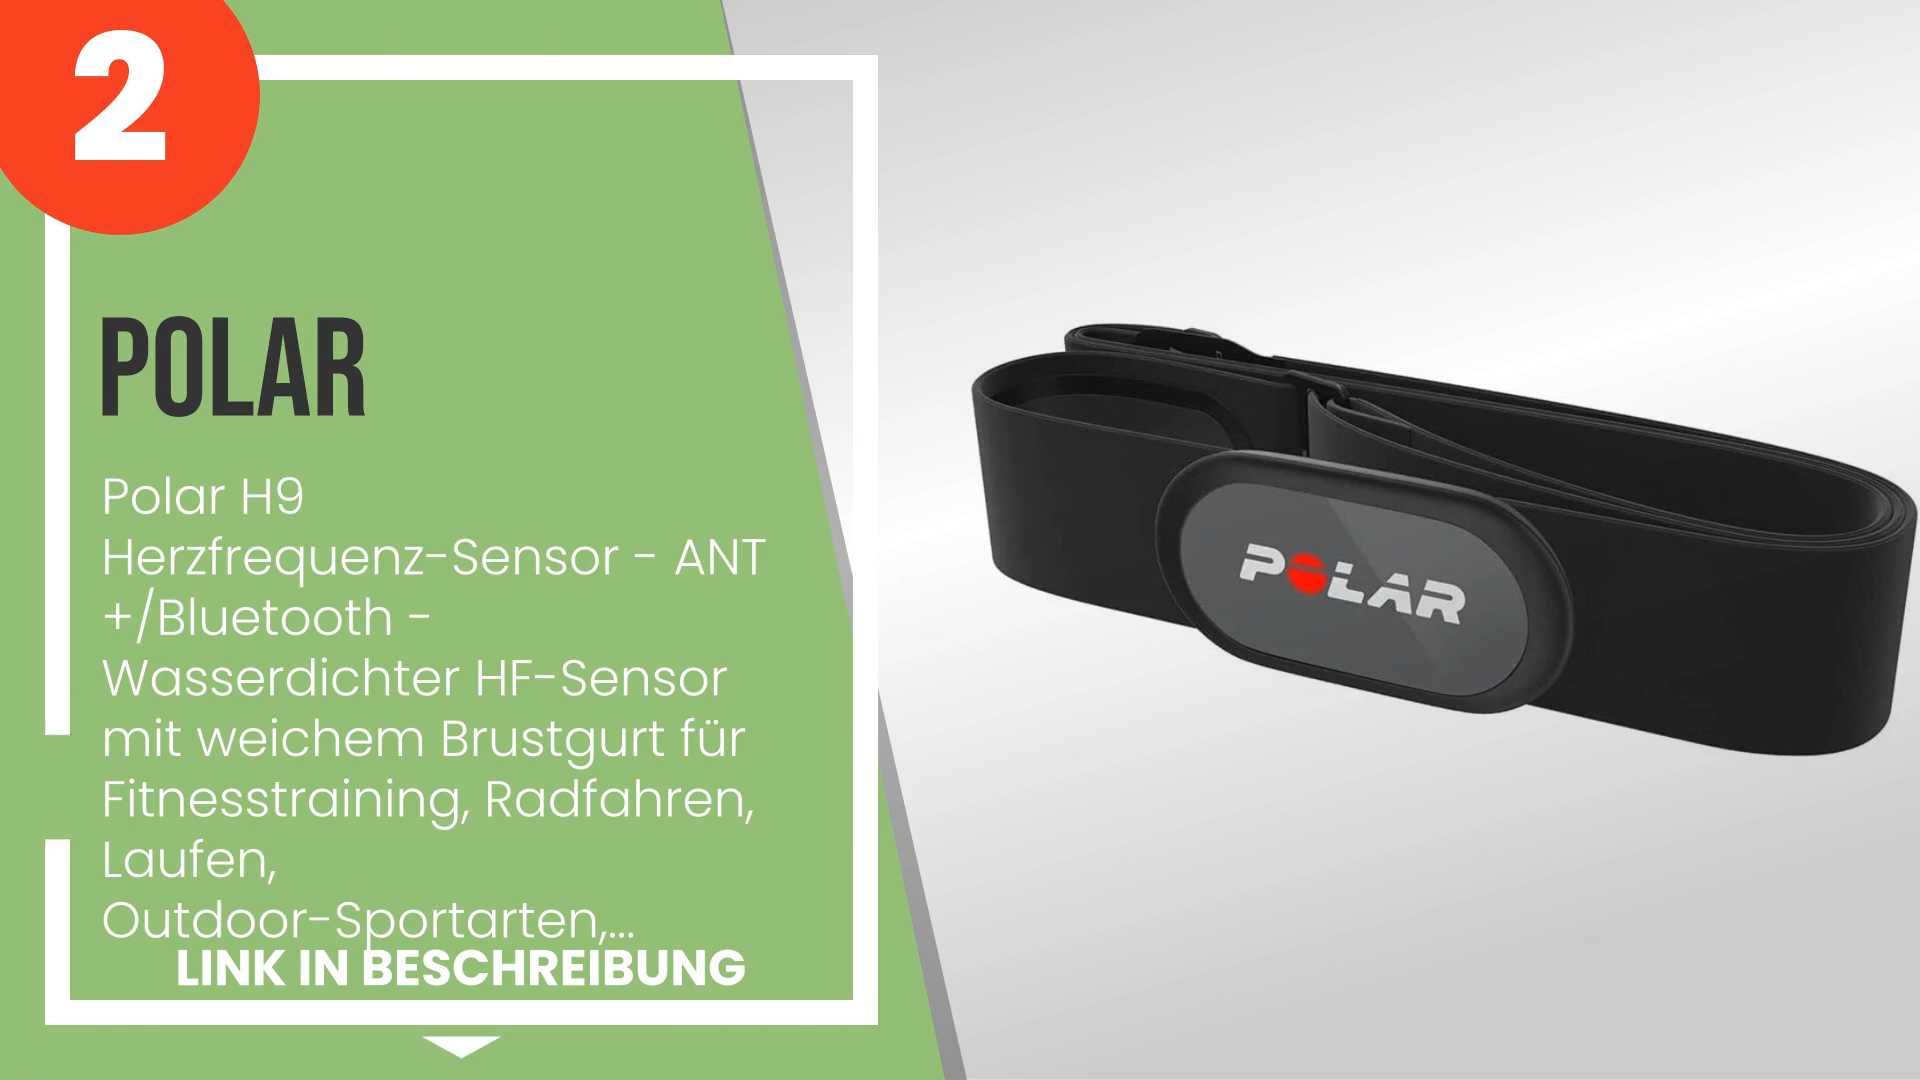 2
POLAR
Polar H9
Herzfrequenz-Sensor - ANT
+/Bluetooth -
Wasserdichter HF-Sensor
mit weichem Brustgurt für
Fitnesstraining, Radfahren,
Laufen,
Outdoor-Sportarten,...
LINK IN BESCHREIBUNG
POLAR